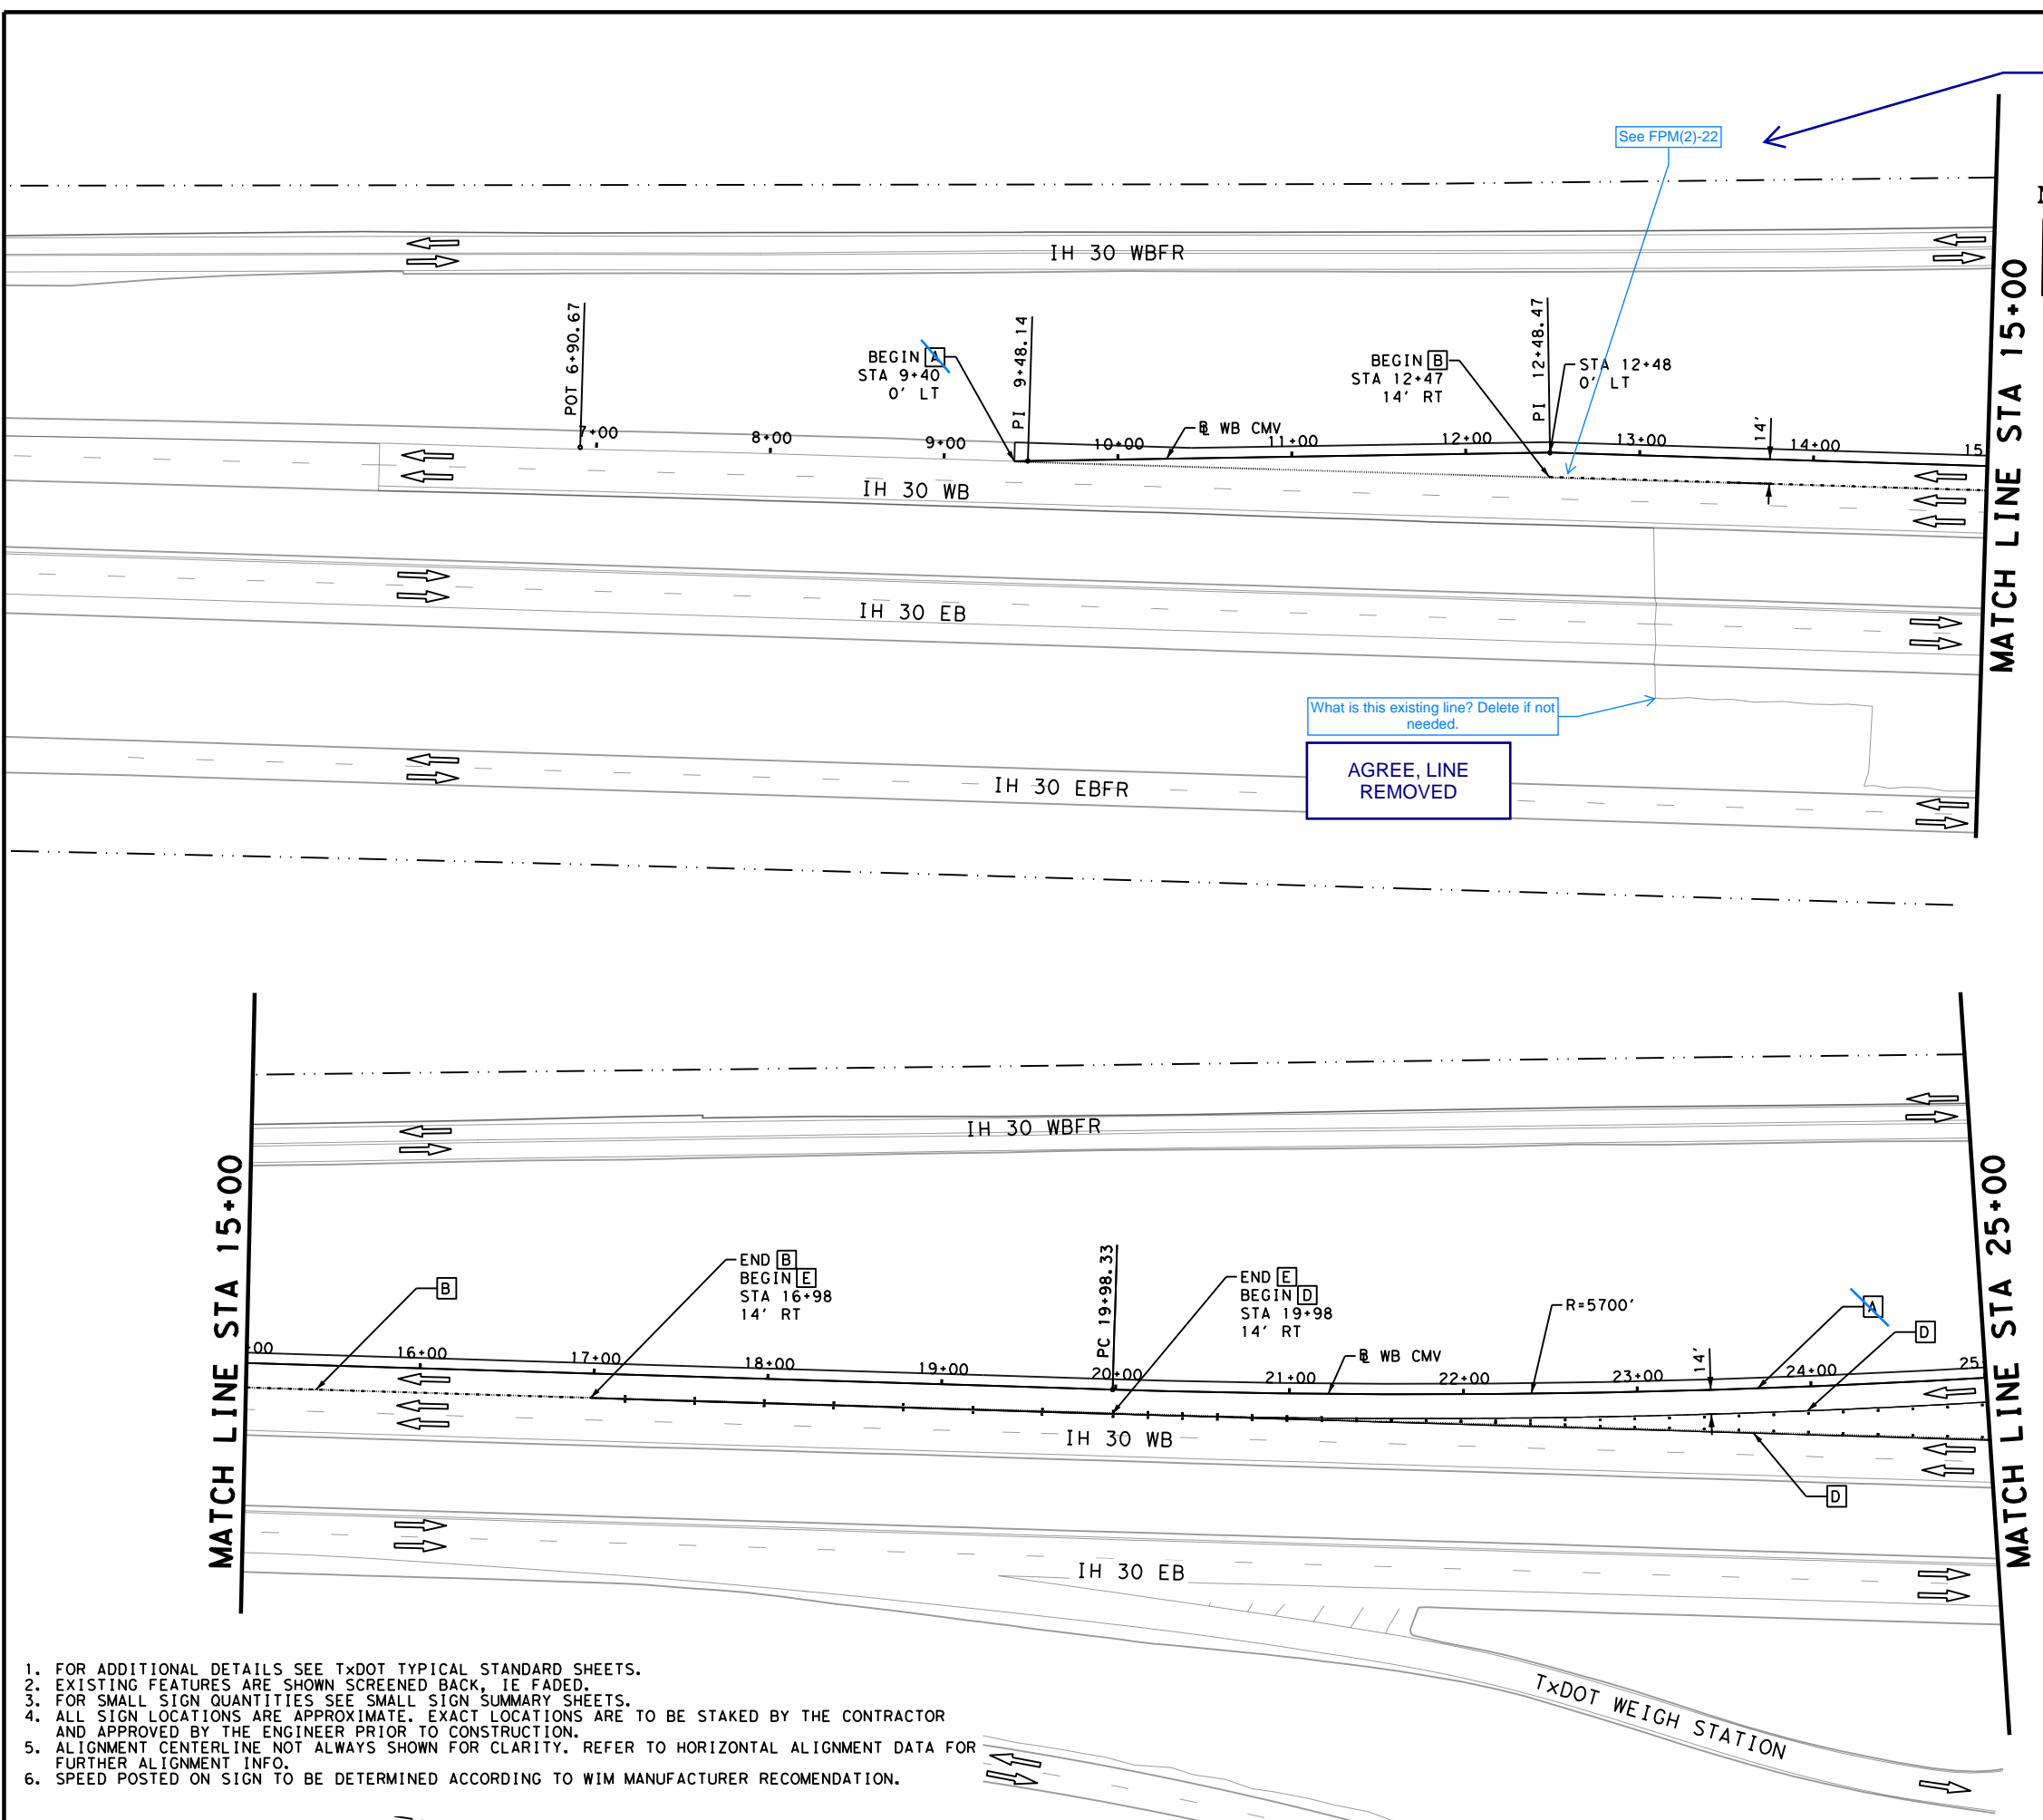 See FPM(2)-22
IH 30 WBFR
POT 6+90.67
BEGIN A
STA 9+40
0' LT
PI 9+48.14
BEGIN B
STA 12+47
14' RT
PI 12+48.47
STA 12+48
0' LT
14'
7+00
8+00
9+00
10+00
11+00
12+00
13+00
14+00
15
℄ WB CMV
IH 30 WB
IH 30 EB
What is this existing line? Delete if not
needed.
AGREE, LINE
REMOVED
IH 30 EBFR
MATCH LINE STA 15+00
IH 30 WBFR
MATCH LINE STA 15+00
B
END B
BEGIN E
STA 16+98
14' RT
PC 19+98.33
END E
BEGIN D
STA 19+98
14' RT
R=5700'
A
D
℄ WB CMV
14'
00
16+00
17+00
18+00
19+00
20+00
21+00
22+00
23+00
24+00
25
IH 30 WB
D
IH 30 EB
MATCH LINE STA 25+00
TxDOT WEIGH STATION
1. FOR ADDITIONAL DETAILS SEE TxDOT TYPICAL STANDARD SHEETS.
2. EXISTING FEATURES ARE SHOWN SCREENED BACK, IE FADED.
3. FOR SMALL SIGN QUANTITIES SEE SMALL SIGN SUMMARY SHEETS.
4. ALL SIGN LOCATIONS ARE APPROXIMATE. EXACT LOCATIONS ARE TO BE STAKED BY THE CONTRACTOR
AND APPROVED BY THE ENGINEER PRIOR TO CONSTRUCTION.
5. ALIGNMENT CENTERLINE NOT ALWAYS SHOWN FOR CLARITY. REFER TO HORIZONTAL ALIGNMENT DATA FOR
FURTHER ALIGNMENT INFO.
6. SPEED POSTED ON SIGN TO BE DETERMINED ACCORDING TO WIM MANUFACTURER RECOMENDATION.